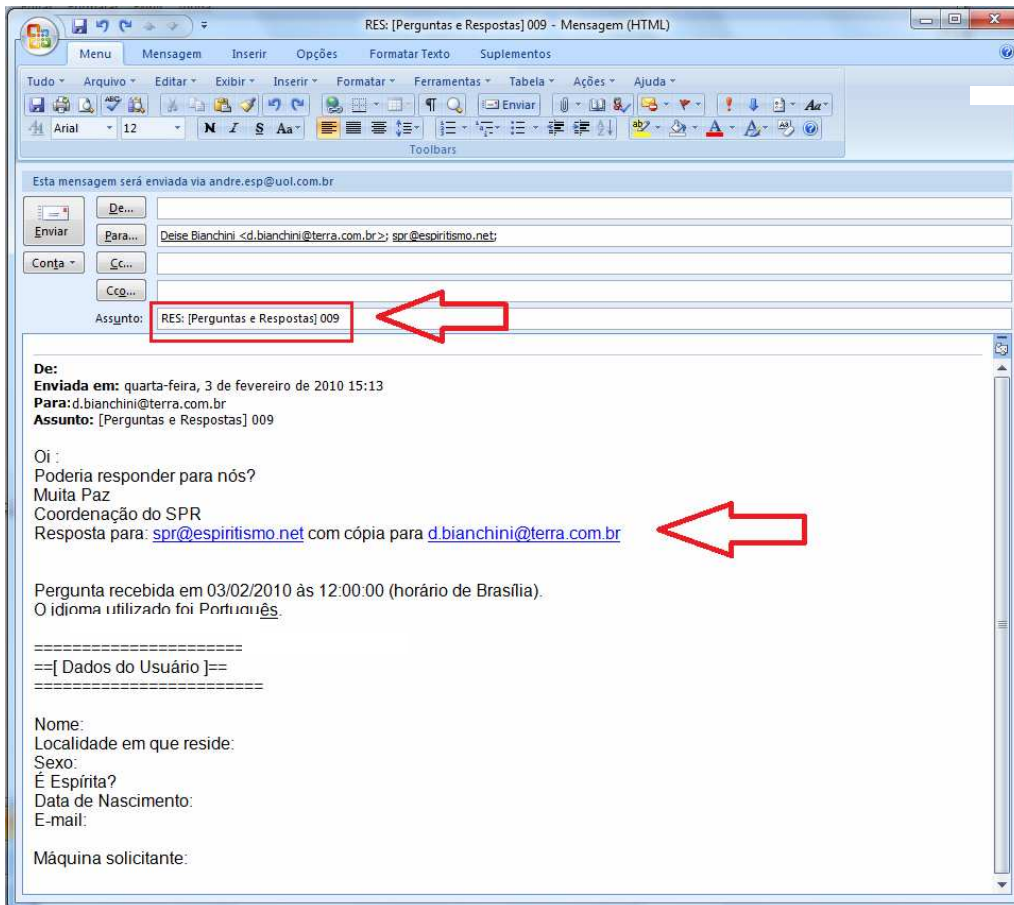 RES: [Perguntas e Respostas] 009 - Mensagem (HTML)
Menu Mensagem Inserir Opções Formatar Texto Suplementos
Tudo Arquivo Editar Exibir Inserir Formatar Ferramentas Tabela Ações Ajuda
Enviar
Arial 12 N I S Aa
Toolbars
Esta mensagem será enviada via andre.esp@uol.com.br
De...
Enviar Para... Deise Bianchini <d.bianchini@terra.com.br>; spr@espiritismo.net;
Conta Cc...
Cco...
Assunto: RES: [Perguntas e Respostas] 009
De:
Enviada em: quarta-feira, 3 de fevereiro de 2010 15:13
Para:d.bianchini@terra.com.br
Assunto: [Perguntas e Respostas] 009
Oi :
Poderia responder para nós?
Muita Paz
Coordenação do SPR
Resposta para: spr@espiritismo.net com cópia para d.bianchini@terra.com.br
Pergunta recebida em 03/02/2010 às 12:00:00 (horário de Brasília).
O idioma utilizado foi Português.
======================
==[ Dados do Usuário ]==
========================
Nome:
Localidade em que reside:
Sexo:
É Espírita?
Data de Nascimento:
E-mail:
Máquina solicitante: